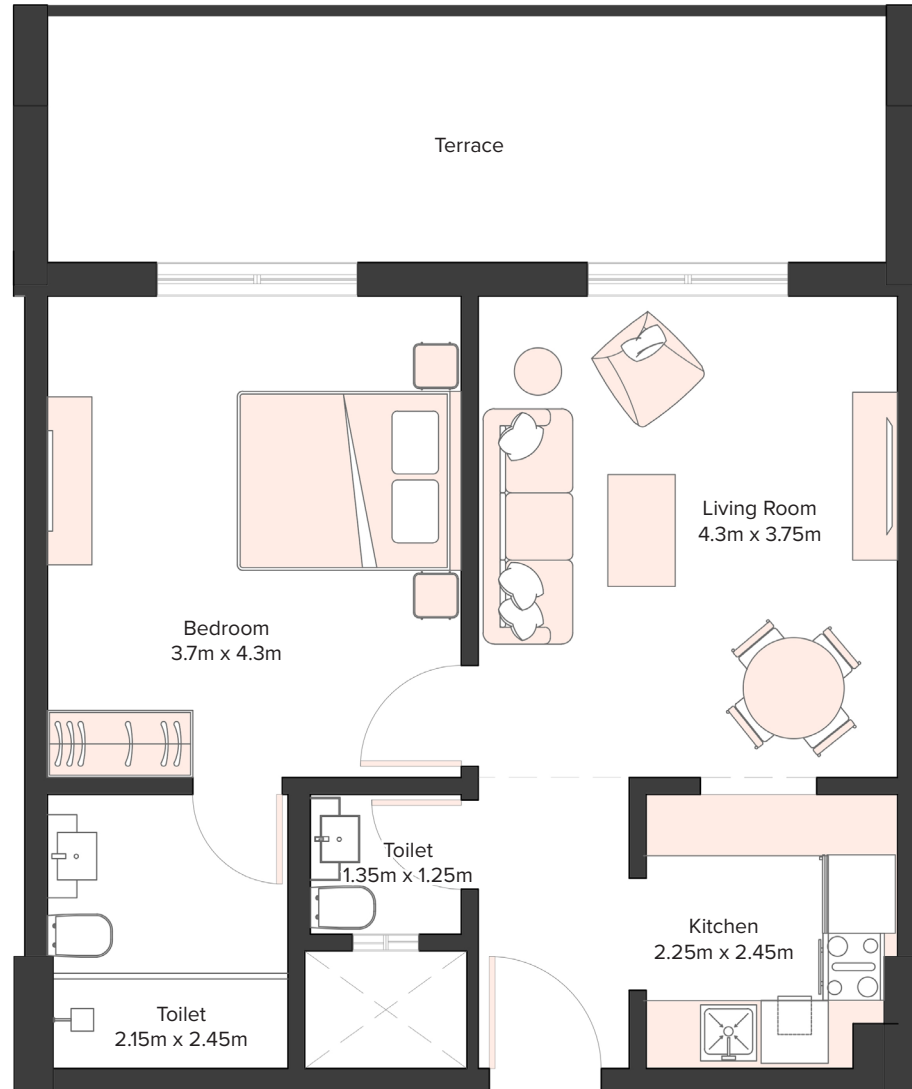 Terrace
Living Room
4.3m x 3.75m
Bedroom
3.7m x 4.3m
Toilet
1.35m x 1.25m
Kitchen
2.25m x 2.45m
Toilet
2.15m x 2.45m